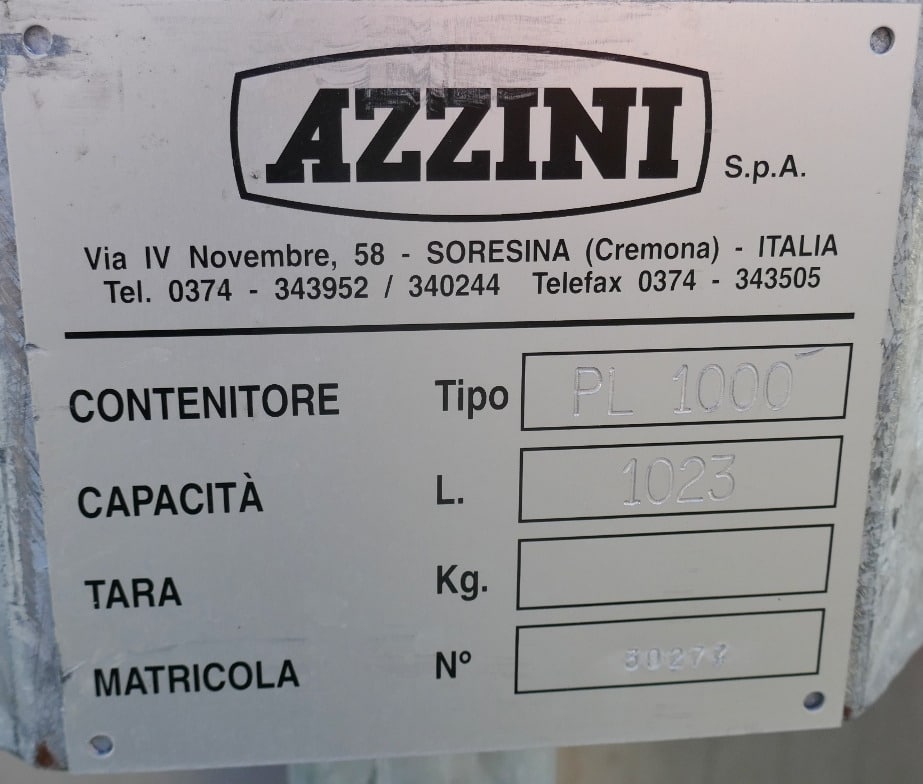 AZZINI S.p.A.
Via IV Novembre, 58 - SORESINA (Cremona) - ITALIA
Tel. 0374 - 343952 / 340244 Telefax 0374 - 343505
CONTENITORE Tipo PL 1000
CAPACITÀ L. 1023
TARA Kg.
MATRICOLA Nº